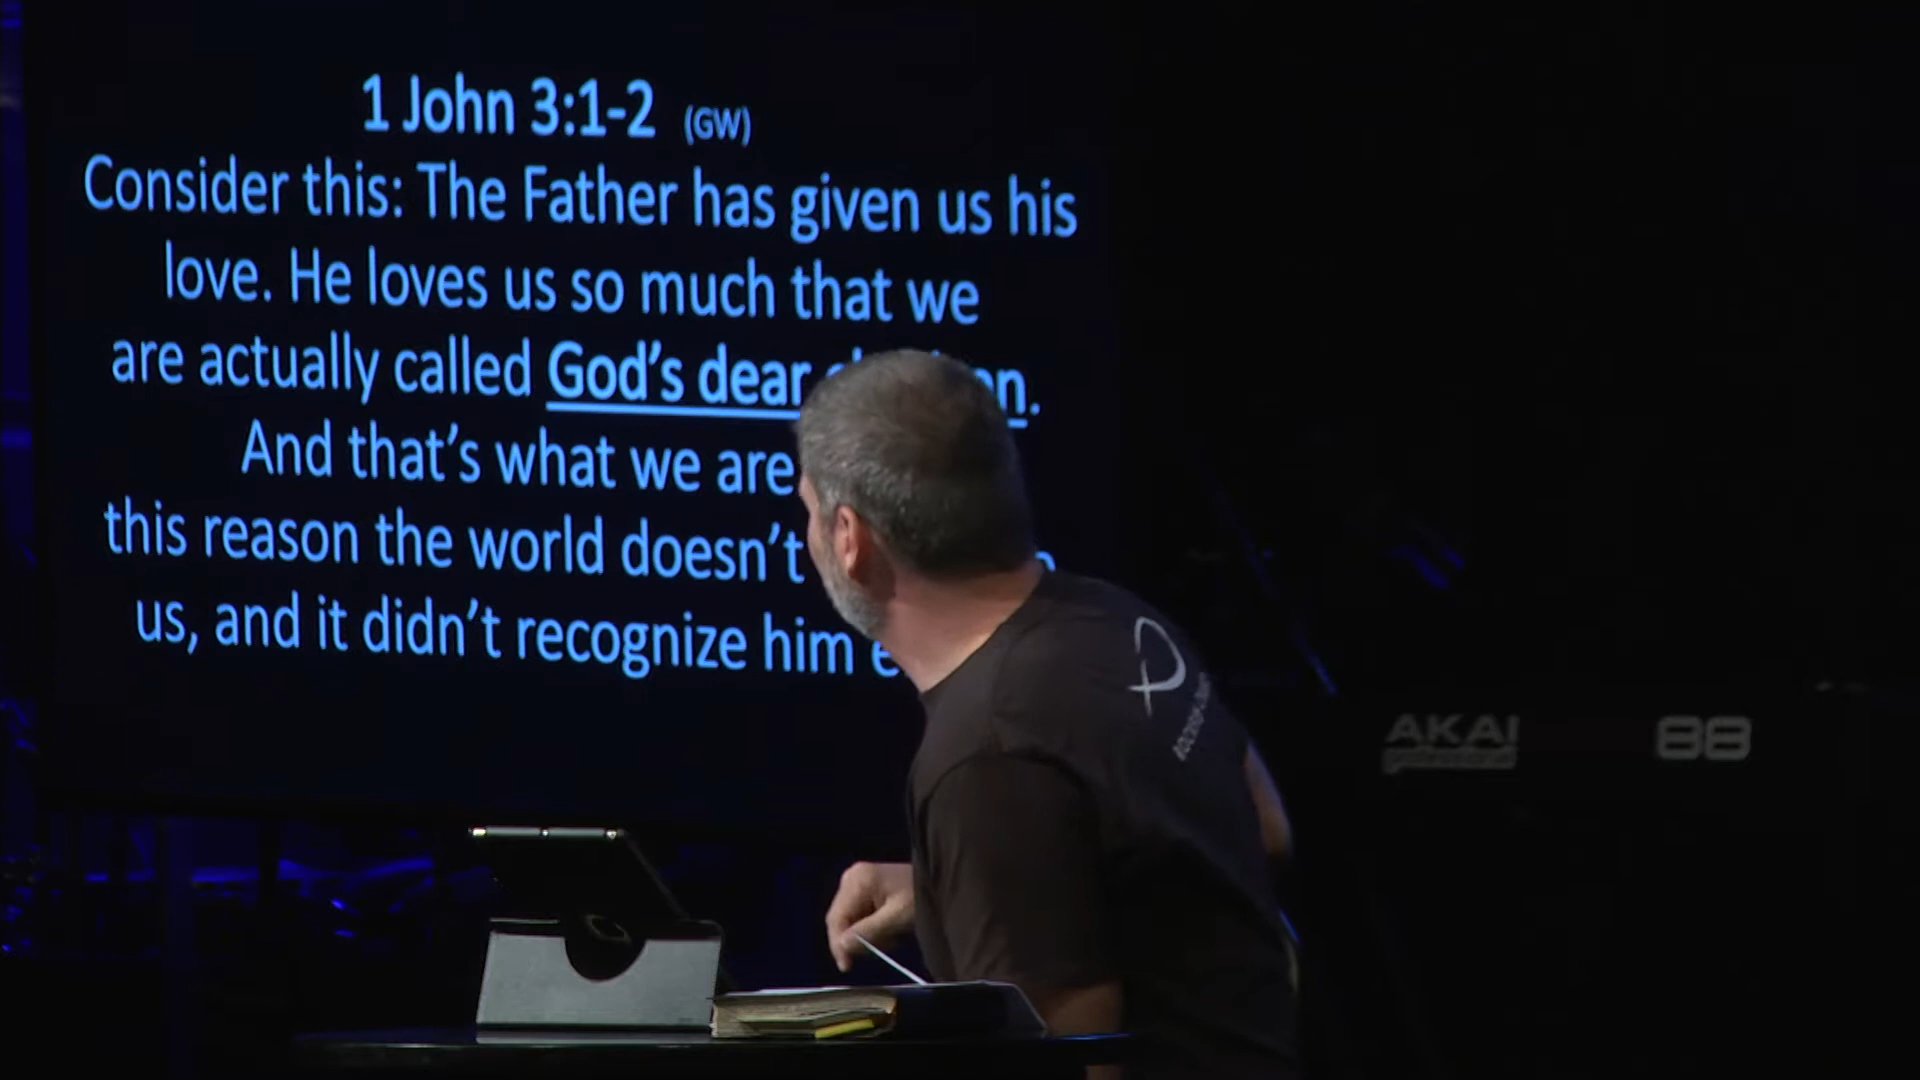 1 John 3:1-2 (GW)
Consider this: The Father has given us his
love. He loves us so much that we
are actually called God's dear
And that's what we are
this reason the world doesn't
us, and it didn't recognize him
AKAI 88
professional